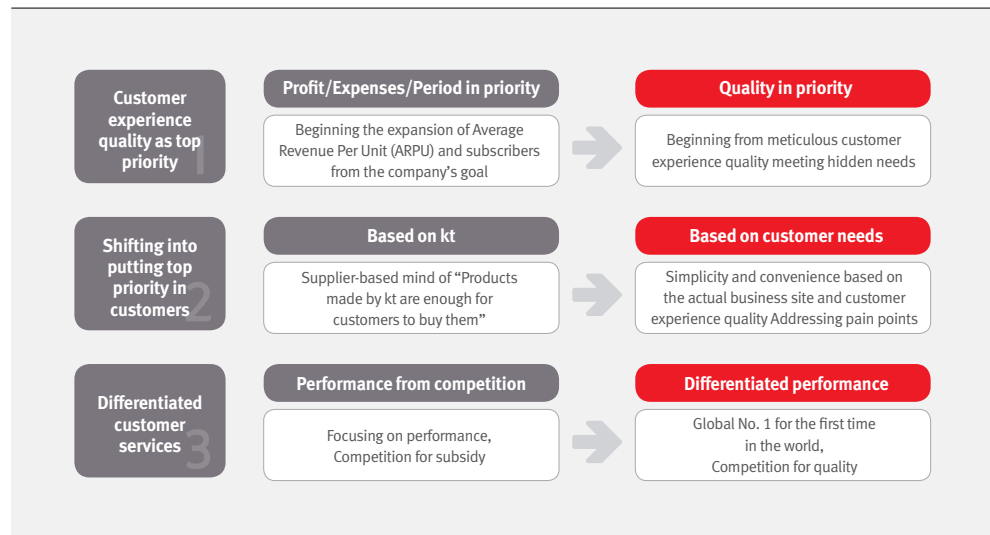 Customer
experience
quality as top
priority
1
Profit/Expenses/Period in priority
Beginning the expansion of Average
Revenue Per Unit (ARPU) and subscribers
from the company's goal
Quality in priority
Beginning from meticulous customer
experience quality meeting hidden needs
Shifting into
putting top
priority in
customers
2
Based on kt
Supplier-based mind of “Products
made by kt are enough for
customers to buy them”
Based on customer needs
Simplicity and convenience based on
the actual business site and customer
experience quality Addressing pain points
Differentiated
customer
services
3
Performance from competition
Focusing on performance,
Competition for subsidy
Differentiated performance
Global No. 1 for the first time
in the world,
Competition for quality